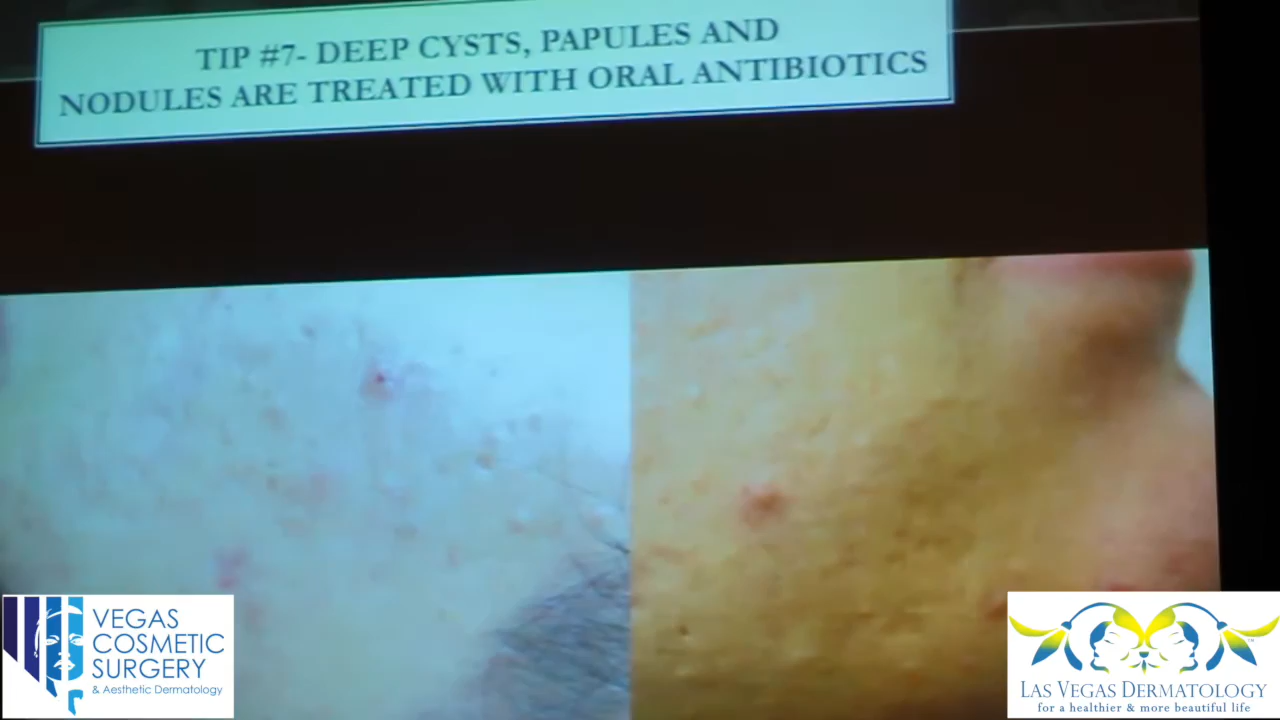 TIP #7- DEEP CYSTS, PAPULES AND
NODULES ARE TREATED WITH ORAL ANTIBIOTICS
VEGAS
COSMETIC
SURGERY
& Aesthetic Dermatology
LAS VEGAS DERMATOLOGY
for a healthier & more beautiful life